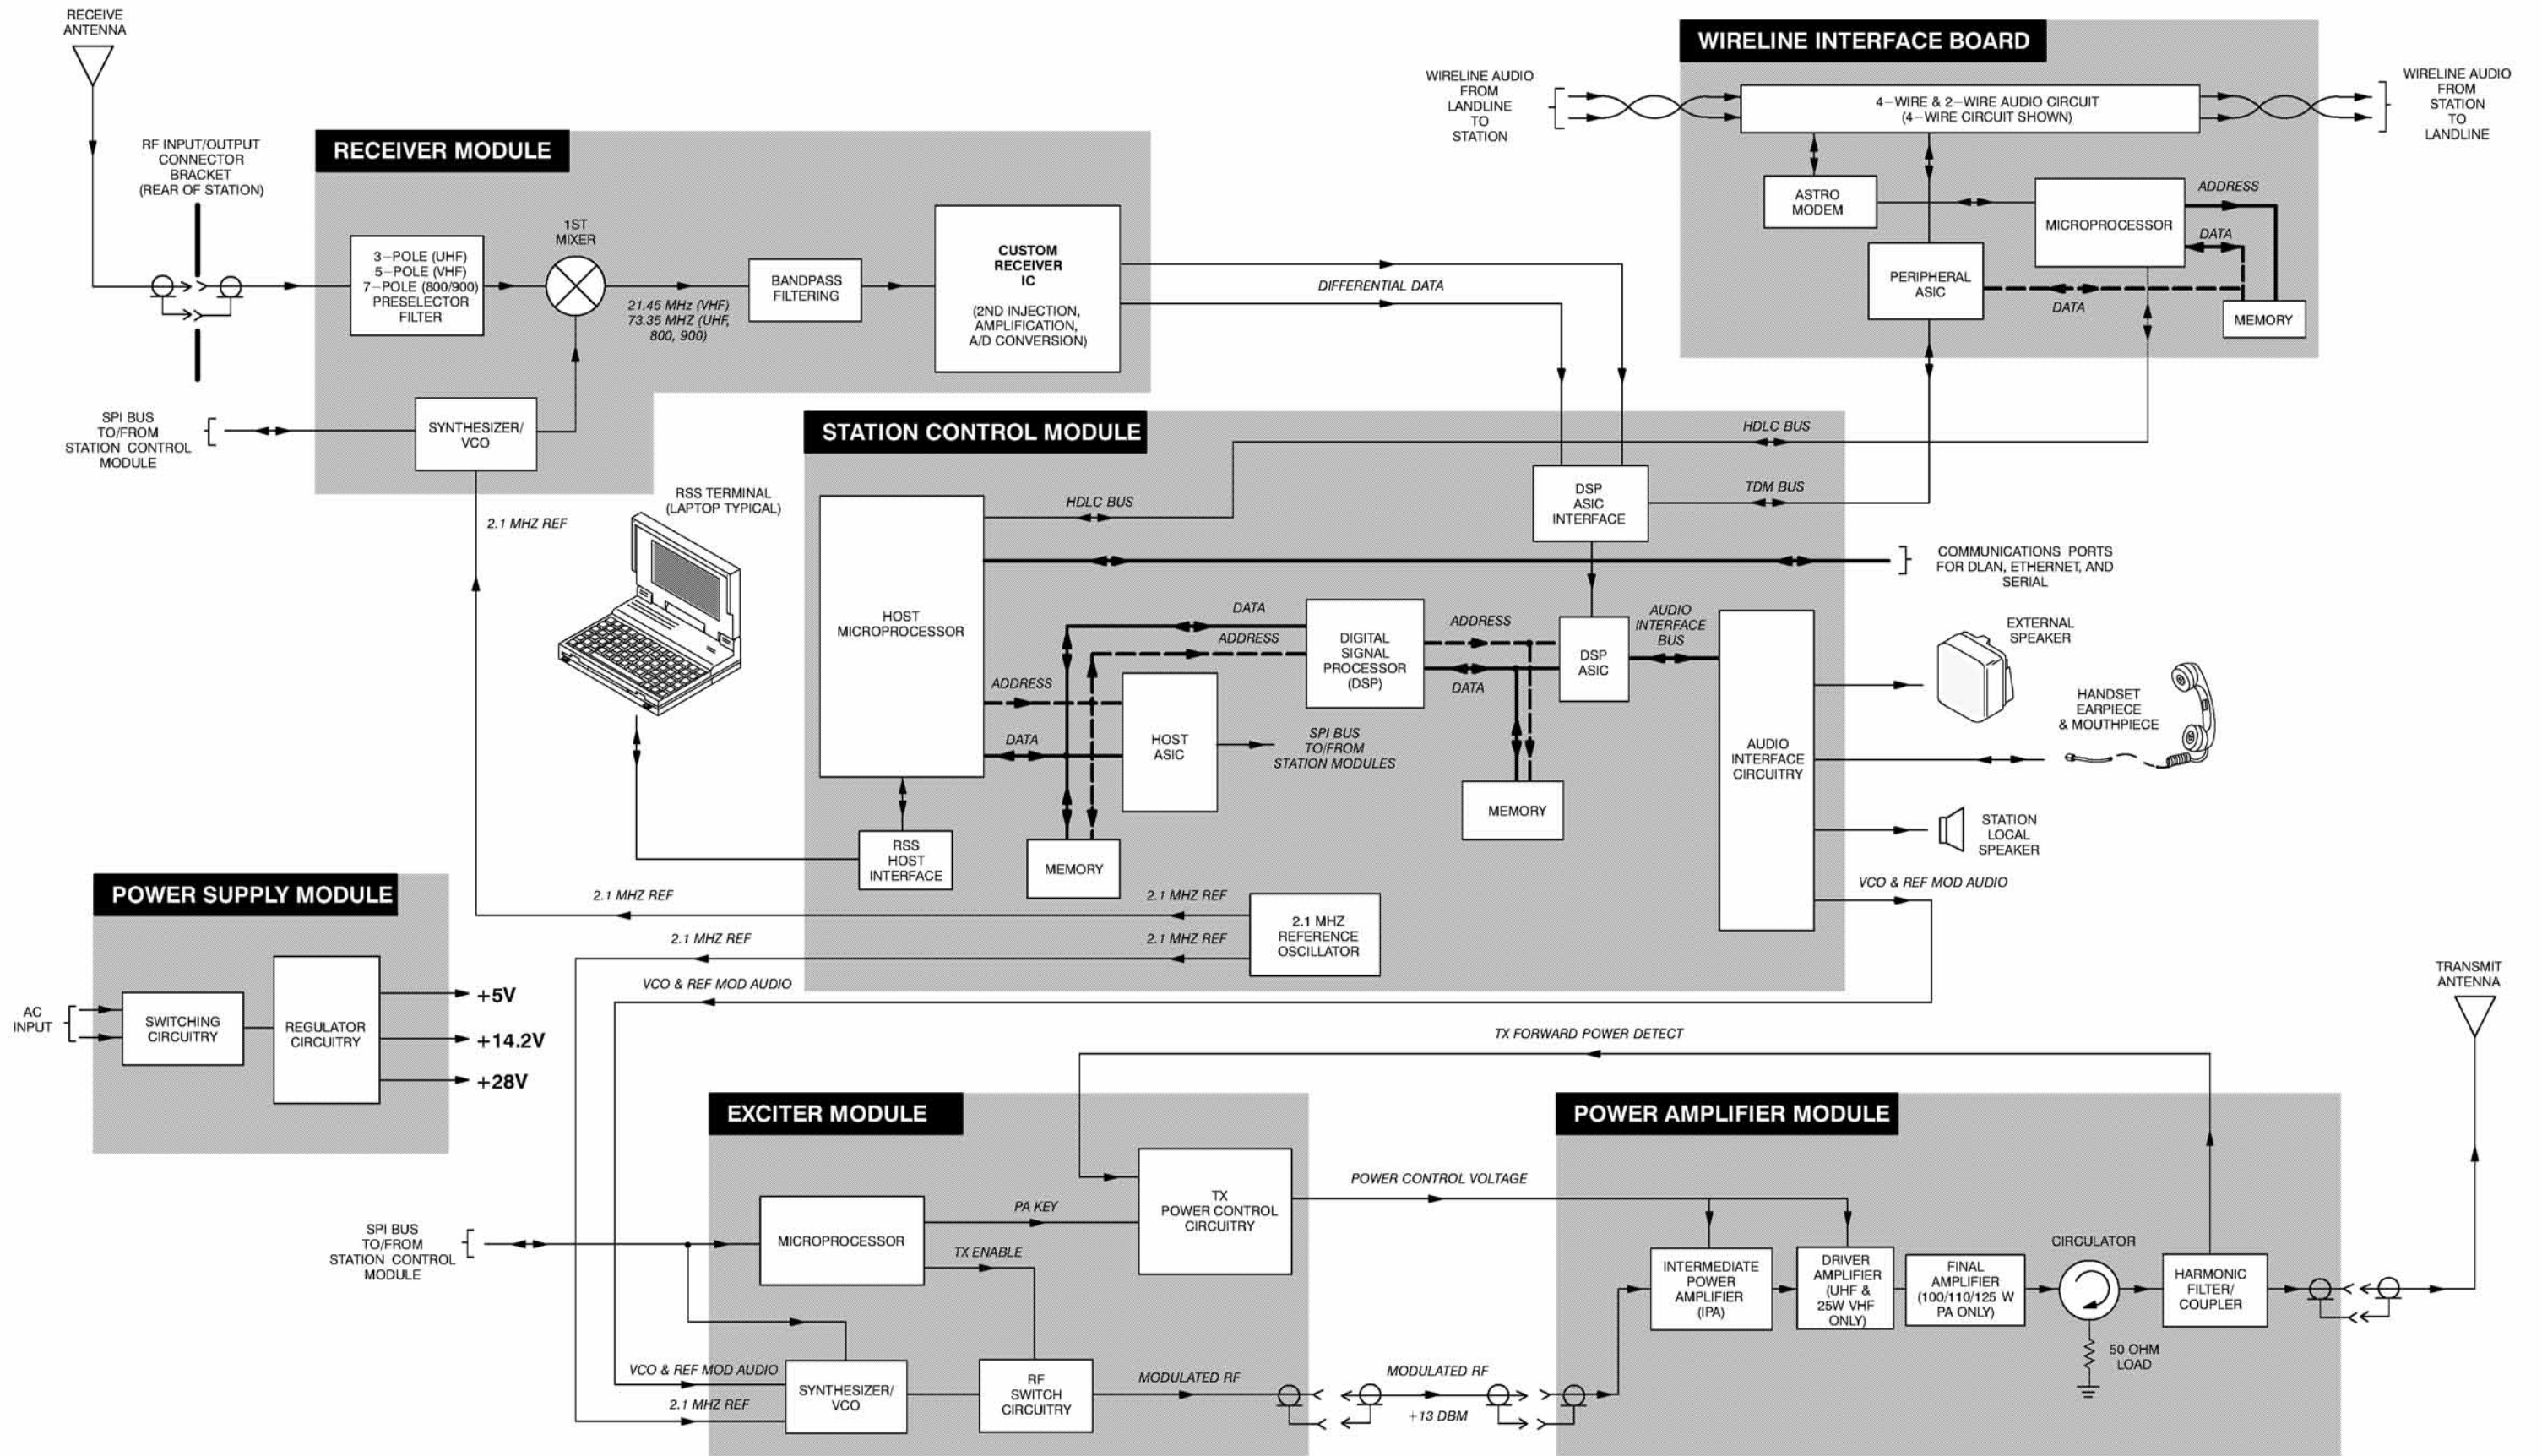 RECEIVE
ANTENNA
RF INPUT/OUTPUT
CONNECTOR
BRACKET
(REAR OF STATION)
RECEIVER MODULE
3-POLE (UHF)
5-POLE (VHF)
7-POLE (800/900)
PRESELECTOR
FILTER
1ST
MIXER
21.45 MHz (VHF)
73.35 MHZ (UHF,
800, 900)
BANDPASS
FILTERING
CUSTOM
RECEIVER
IC
(2ND INJECTION,
AMPLIFICATION,
A/D CONVERSION)
DIFFERENTIAL DATA
SPI BUS
TO/FROM
STATION CONTROL
MODULE
SYNTHESIZER/
VCO
2.1 MHZ REF
WIRELINE INTERFACE BOARD
WIRELINE AUDIO
FROM
LANDLINE
TO
STATION
4-WIRE & 2-WIRE AUDIO CIRCUIT
(4-WIRE CIRCUIT SHOWN)
WIRELINE AUDIO
FROM
STATION
TO
LANDLINE
ASTRO
MODEM
MICROPROCESSOR
ADDRESS
DATA
PERIPHERAL
ASIC
DATA
MEMORY
STATION CONTROL MODULE
HDLC BUS
RSS TERMINAL
(LAPTOP TYPICAL)
HDLC BUS
DSP
ASIC
INTERFACE
TDM BUS
COMMUNICATIONS PORTS
FOR DLAN, ETHERNET, AND
SERIAL
HOST
MICROPROCESSOR
DATA
ADDRESS
DIGITAL
SIGNAL
PROCESSOR
(DSP)
ADDRESS
DATA
DSP
ASIC
AUDIO
INTERFACE
BUS
EXTERNAL
SPEAKER
ADDRESS
DATA
HOST
ASIC
SPI BUS
TO/FROM
STATION MODULES
AUDIO
INTERFACE
CIRCUITRY
HANDSET
EARPIECE
& MOUTHPIECE
MEMORY
STATION
LOCAL
SPEAKER
RSS
HOST
INTERFACE
MEMORY
VCO & REF MOD AUDIO
2.1 MHZ REF
2.1 MHZ REF
2.1 MHZ
REFERENCE
OSCILLATOR
2.1 MHZ REF
2.1 MHZ REF
VCO & REF MOD AUDIO
POWER SUPPLY MODULE
AC
INPUT
SWITCHING
CIRCUITRY
REGULATOR
CIRCUITRY
+5V
+14.2V
+28V
TRANSMIT
ANTENNA
TX FORWARD POWER DETECT
EXCITER MODULE
SPI BUS
TO/FROM
STATION CONTROL
MODULE
MICROPROCESSOR
PA KEY
TX ENABLE
TX
POWER CONTROL
CIRCUITRY
POWER CONTROL VOLTAGE
VCO & REF MOD AUDIO
2.1 MHZ REF
SYNTHESIZER/
VCO
RF
SWITCH
CIRCUITRY
MODULATED RF
MODULATED RF
+13 DBM
POWER AMPLIFIER MODULE
INTERMEDIATE
POWER
AMPLIFIER
(IPA)
DRIVER
AMPLIFIER
(UHF &
25W VHF
ONLY)
FINAL
AMPLIFIER
(100/110/125 W
PA ONLY)
CIRCULATOR
50 OHM
LOAD
HARMONIC
FILTER/
COUPLER